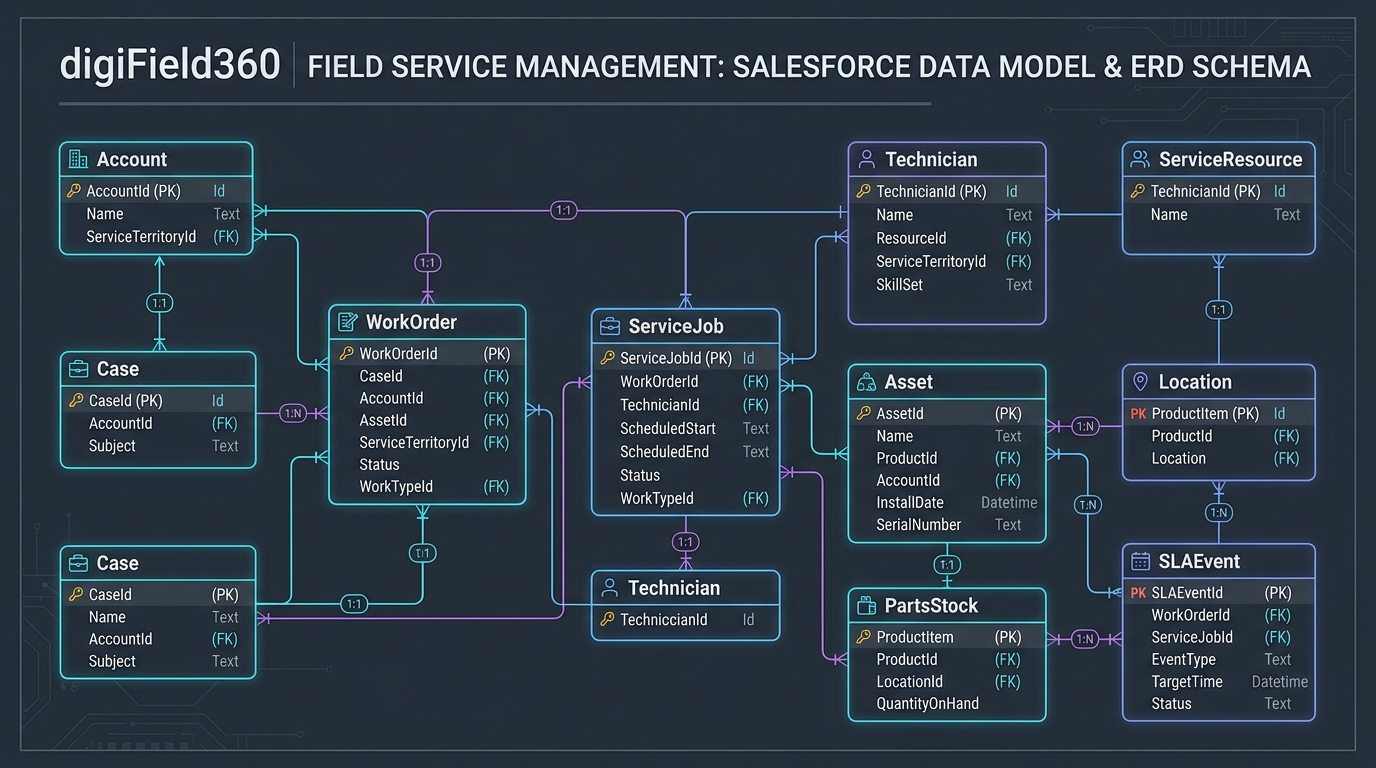 digiField360 | FIELD SERVICE MANAGEMENT: SALESFORCE DATA MODEL & ERD SCHEMA
Account
AccountId (PK) Id
Name Text
ServiceTerritoryId (FK)
1:1
Case
CaseId (PK) Id
AccountId (FK)
Subject Text
1:N
Case
CaseId (PK)
Name Text
AccountId (FK)
Subject Text
1:1
1:1
1:1
WorkOrder
WorkOrderId (PK)
CaseId (FK)
AccountId (FK)
AssetId (FK)
ServiceTerritoryId (FK)
Status
WorkTypeId (FK)
T:1
ServiceJob
ServiceJobId (PK) Id
WorkOrderId (FK)
TechnicianId (FK)
ScheduledStart Text
ScheduledEnd Text
Status
WorkTypeId (FK)
1:1
Technician
TechniccianId Id
Technician
TechnicianId (PK) Id
Name Text
ResourceId (FK)
ServiceTerritoryId (FK)
SkillSet Text
Asset
AssetId (PK)
Name Text
ProductId (FK)
AccountId (FK)
InstallDate Datetime
SerialNumber Text
T:1
PartsStock
ProductItem (PK)
ProductId (FK)
LocationId (FK)
QuantityOnHand
1:N
T:N
1:N
ServiceResource
TechnicianId (PK) Id
Name Text
T:1
Location
PK ProductItem (PK) Id
ProductId (FK)
Location (FK)
1:N
SLAEvent
PK SLAEventId (PK)
WorkOrderId (FK)
ServiceJobId (FK)
EventType Text
TargetTime Datetime
Status Text